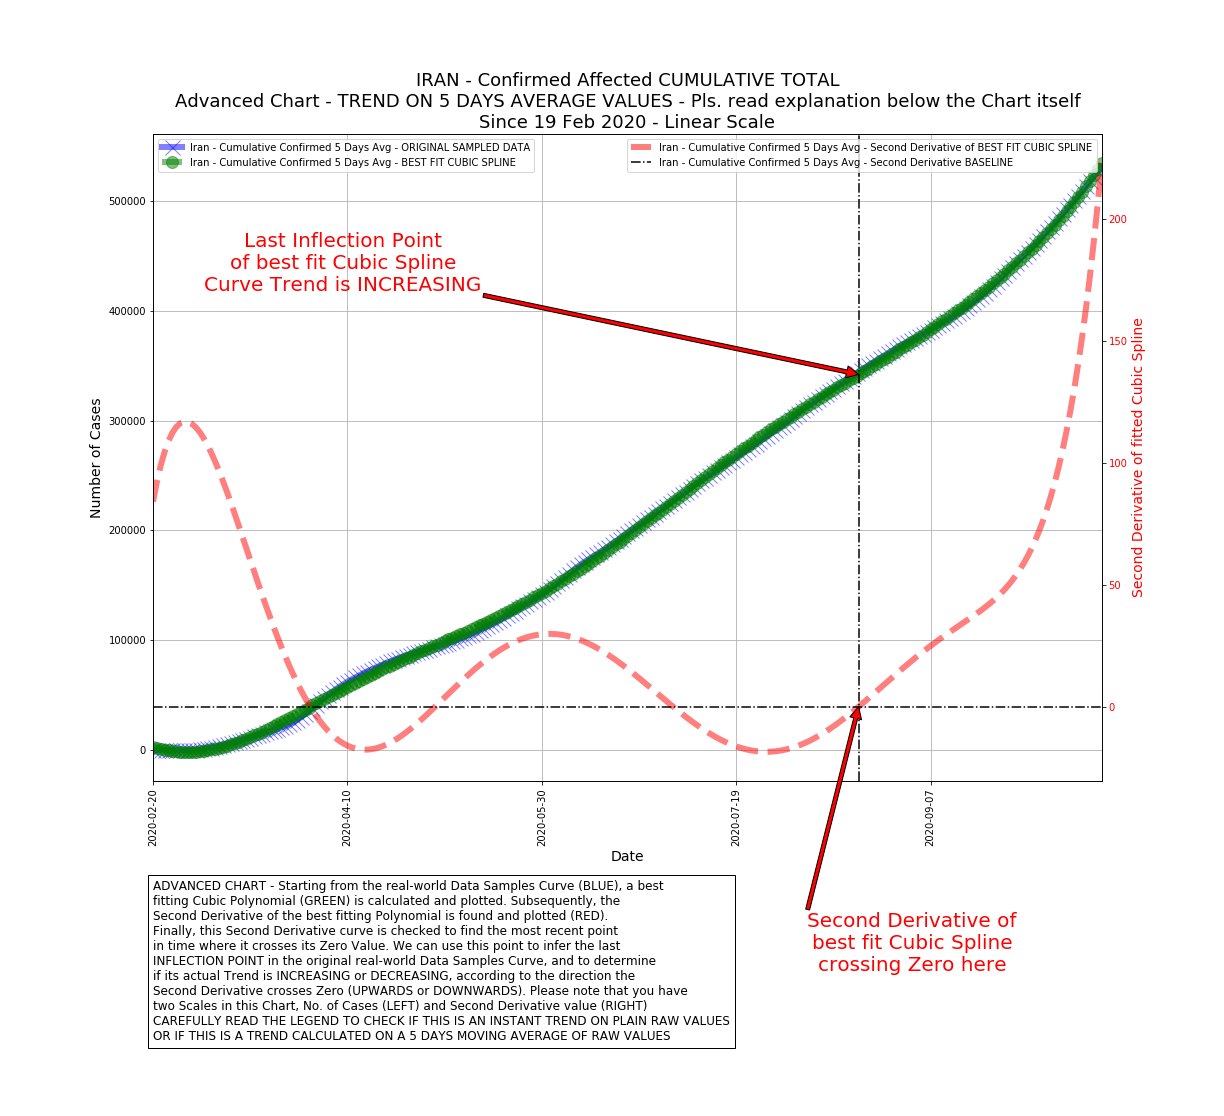 IRAN - Confirmed Affected CUMULATIVE TOTAL
Advanced Chart - TREND ON 5 DAYS AVERAGE VALUES - Pls. read explanation below the Chart itself
Since 19 Feb 2020 - Linear Scale
Iran - Cumulative Confirmed 5 Days Avg - ORIGINAL SAMPLED DATA
Iran - Cumulative Confirmed 5 Days Avg - BEST FIT CUBIC SPLINE
Iran - Cumulative Confirmed 5 Days Avg - Second Derivative of BEST FIT CUBIC SPLINE
Iran - Cumulative Confirmed 5 Days Avg - Second Derivative BASELINE
Last Inflection Point
of best fit Cubic Spline
Curve Trend is INCREASING
Number of Cases
500000
400000
300000
200000
100000
0
200
150
100
50
0
Second Derivative of fitted Cubic Spline
2020-02-20
2020-04-10
2020-05-30
2020-07-19
2020-09-07
Date
ADVANCED CHART - Starting from the real-world Data Samples Curve (BLUE), a best
fitting Cubic Polynomial (GREEN) is calculated and plotted. Subsequently, the
Second Derivative of the best fitting Polynomial is found and plotted (RED).
Finally, this Second Derivative curve is checked to find the most recent point
in time where it crosses its Zero Value. We can use this point to infer the last
INFLECTION POINT in the original real-world Data Samples Curve, and to determine
if its actual Trend is INCREASING or DECREASING, according to the direction the
Second Derivative crosses Zero (UPWARDS or DOWNWARDS). Please note that you have
two Scales in this Chart, No. of Cases (LEFT) and Second Derivative value (RIGHT)
CAREFULLY READ THE LEGEND TO CHECK IF THIS IS AN INSTANT TREND ON PLAIN RAW VALUES
OR IF THIS IS A TREND CALCULATED ON A 5 DAYS MOVING AVERAGE OF RAW VALUES
Second Derivative of
best fit Cubic Spline
crossing Zero here